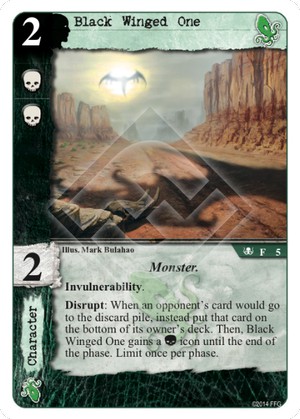 2
Black Winged One
Illus. Mark Bulahao
F 5
2
Monster.
Invulnerability.
Disrupt: When an opponent's card would go
to the discard pile, instead put that card on
the bottom of its owner's deck. Then, Black
Winged One gains a icon until the end of
the phase. Limit once per phase.
Character
©2014 FFG